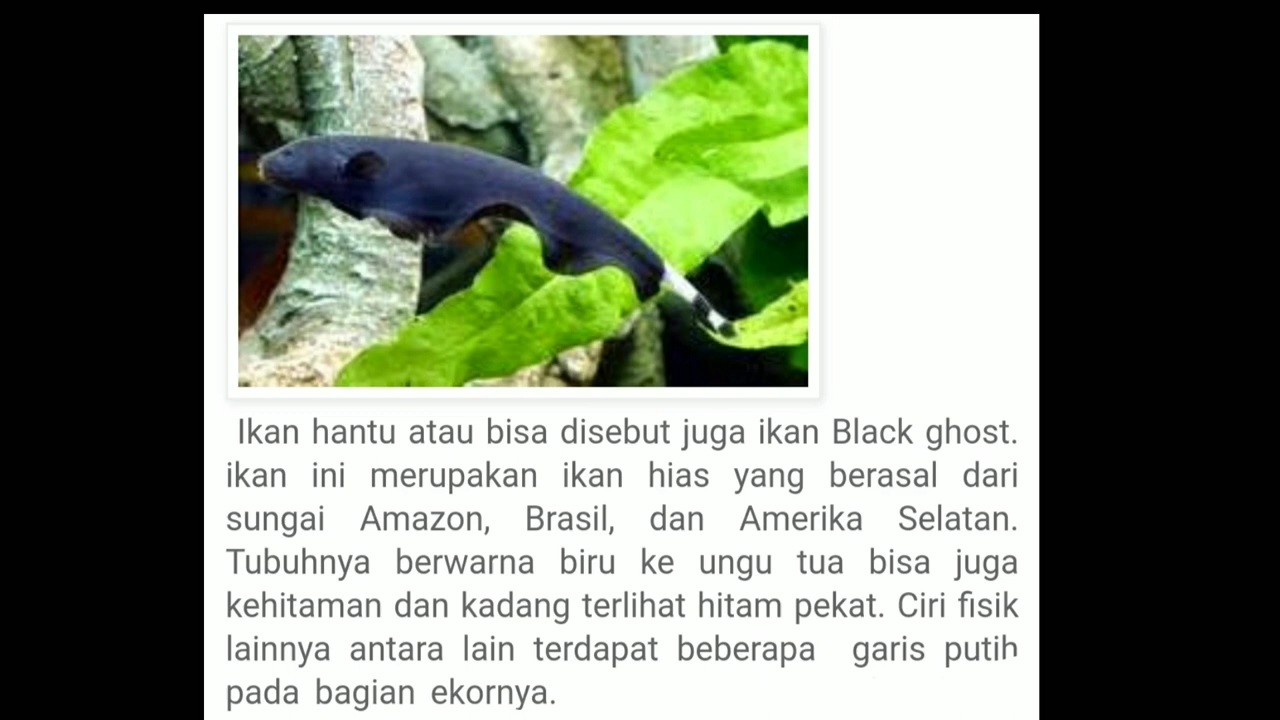 Ikan hantu atau bisa disebut juga ikan Black ghost.
ikan ini merupakan ikan hias yang berasal dari
sungai Amazon, Brasil, dan Amerika Selatan.
Tubuhnya berwarna biru ke ungu tua bisa juga
kehitaman dan kadang terlihat hitam pekat. Ciri fisik
lainnya antara lain terdapat beberapa garis putih
pada bagian ekornya.